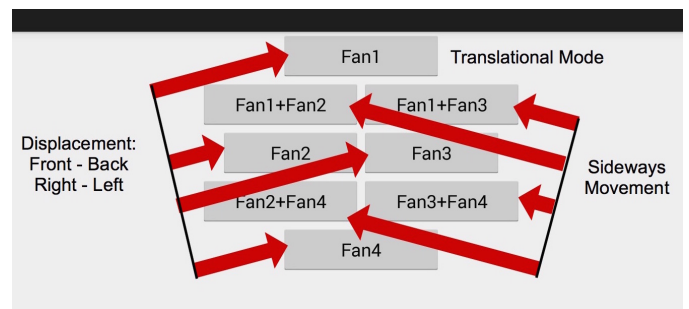 Fan1
Translational Mode
Fan1+Fan2
Fan1+Fan3
Displacement:
Front - Back
Right - Left
Fan2
Fan3
Sideways
Movement
Fan2+Fan4
Fan3+Fan4
Fan4